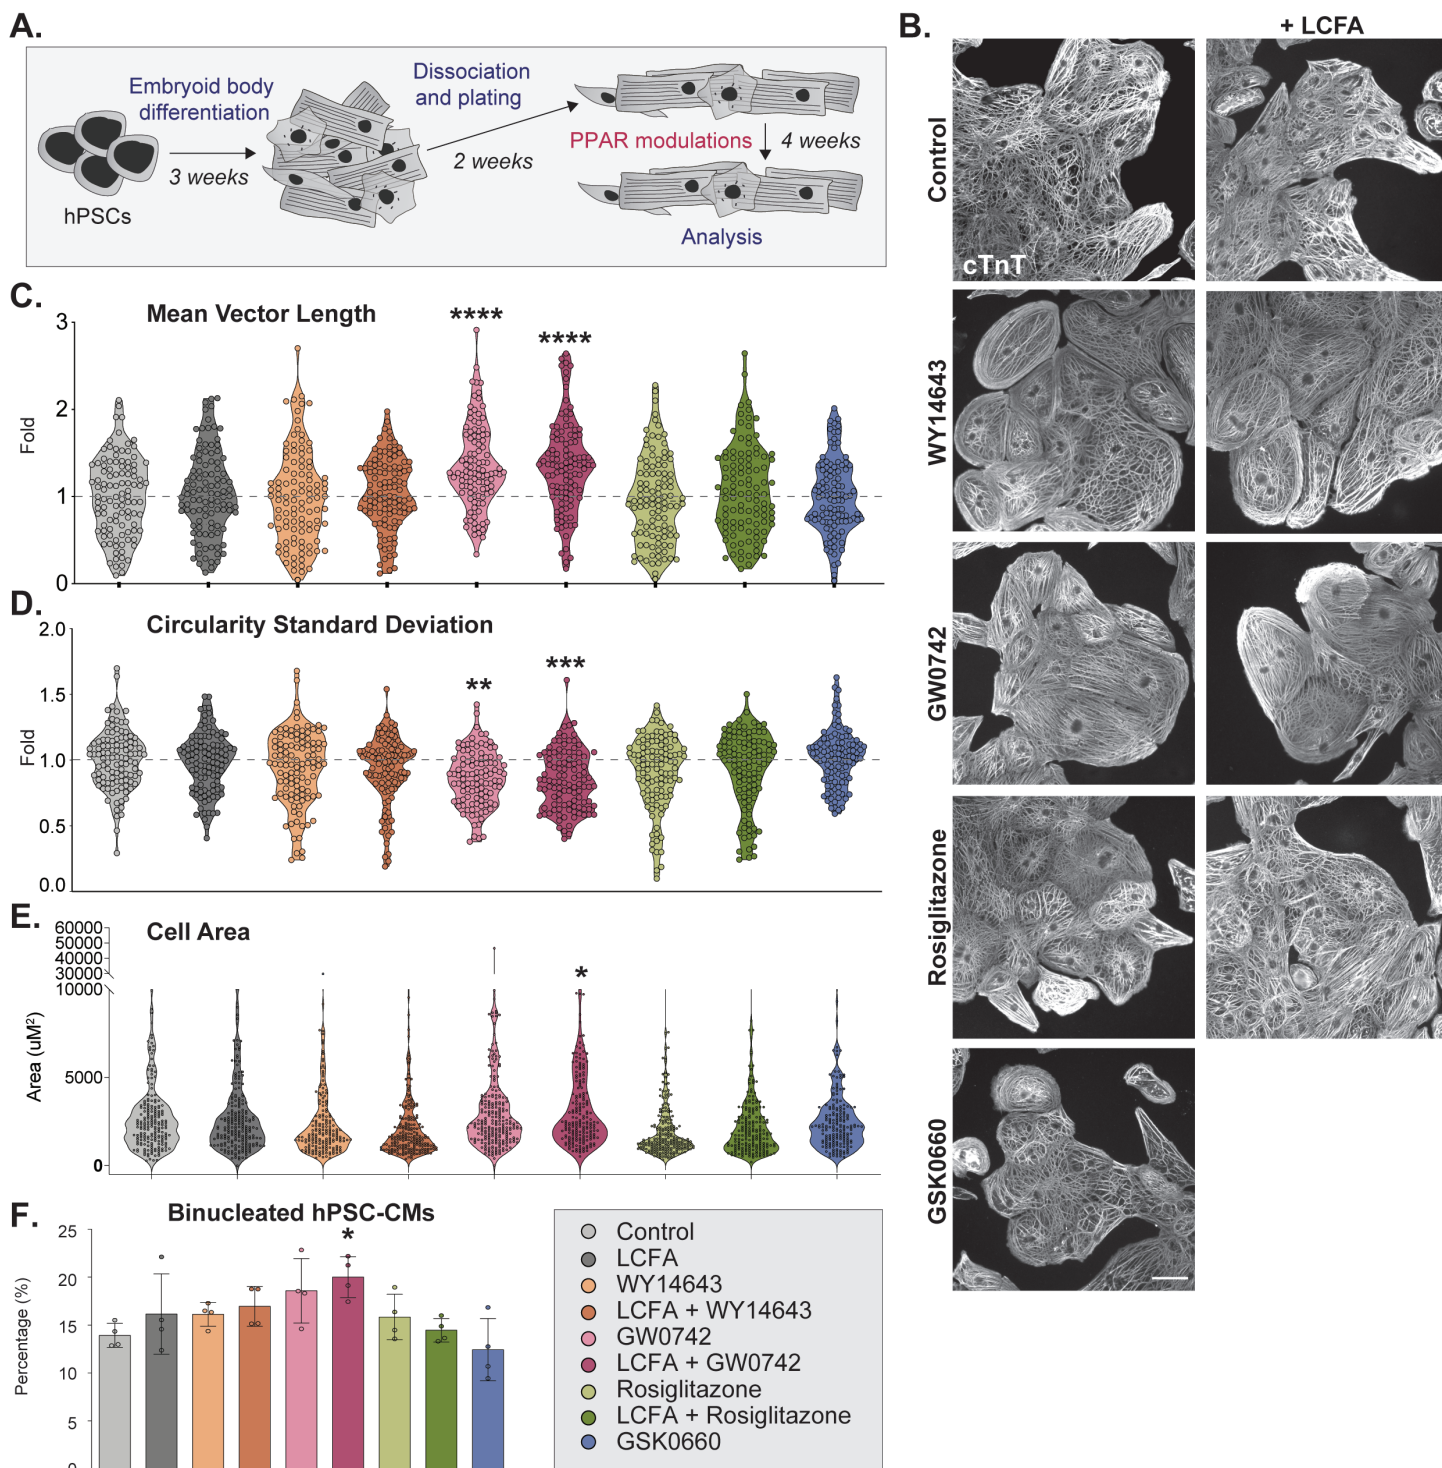 A.
Embryoid body
differentiation
3 weeks
hPSCs
Dissociation
and plating
2 weeks
PPAR modulations
4 weeks
Analysis
B.
+ LCFA
Control
cTnT
WY14643
GW0742
Rosiglitazone
GSK0660
C.
Mean Vector Length
Fold
3
2
1
0
****
****
D.
Circularity Standard Deviation
Fold
2.0
1.5
1.0
0.5
0.0
**
***
E.
Cell Area
Area (uM²)
60000
50000
40000
30000
10000
5000
0
*
F.
Binucleated hPSC-CMs
Percentage (%)
25
20
15
10
5
0
*
Control
LCFA
WY14643
LCFA + WY14643
GW0742
LCFA + GW0742
Rosiglitazone
LCFA + Rosiglitazone
GSK0660